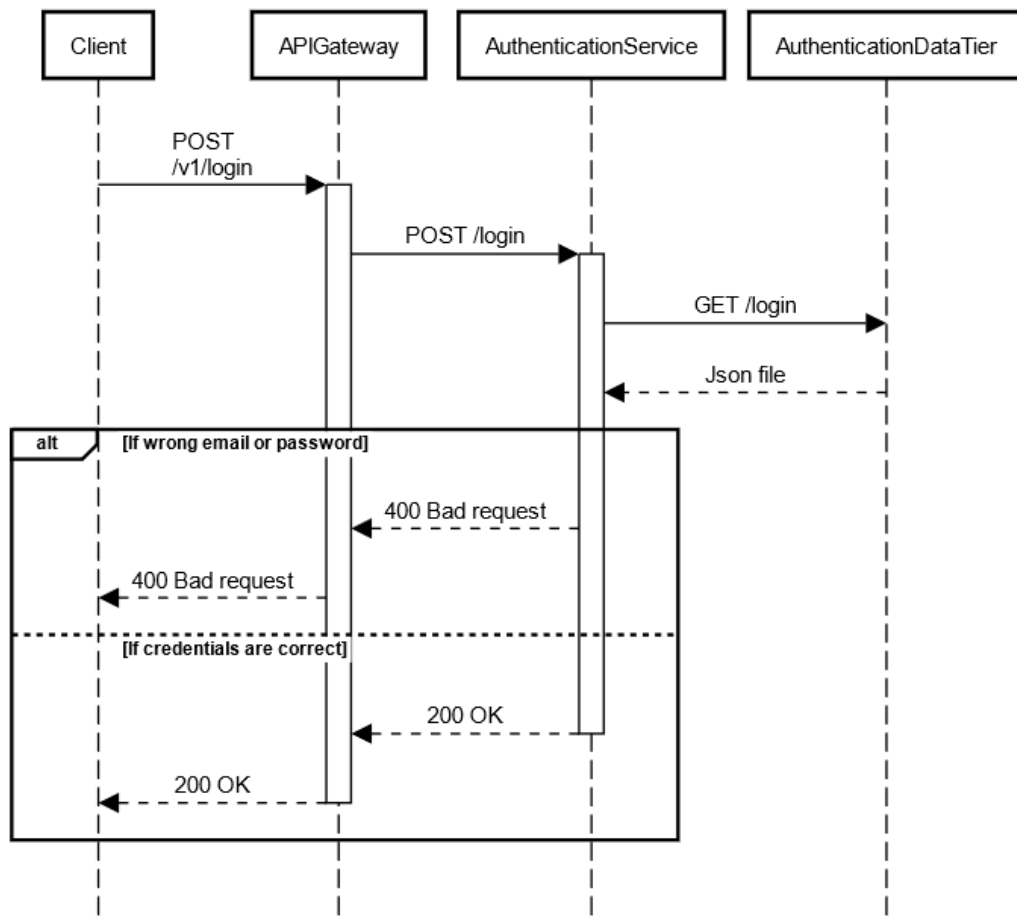 Client
APIGateway
AuthenticationService
AuthenticationDataTier
POST
/v1/login
POST /login
GET /login
Json file
alt
[If wrong email or password]
400 Bad request
400 Bad request
[If credentials are correct]
200 OK
200 OK